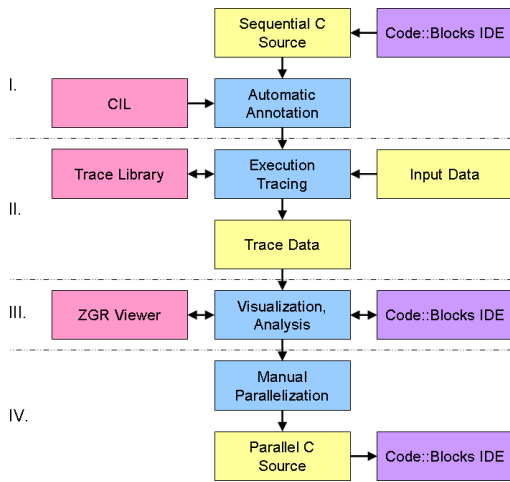 Sequential C
Source
Code::Blocks IDE
I.
CIL
Automatic
Annotation
Trace Library
Execution
Tracing
Input Data
II.
Trace Data
III.
ZGR Viewer
Visualization,
Analysis
Code::Blocks IDE
Manual
Parallelization
IV.
Parallel C
Source
Code::Blocks IDE